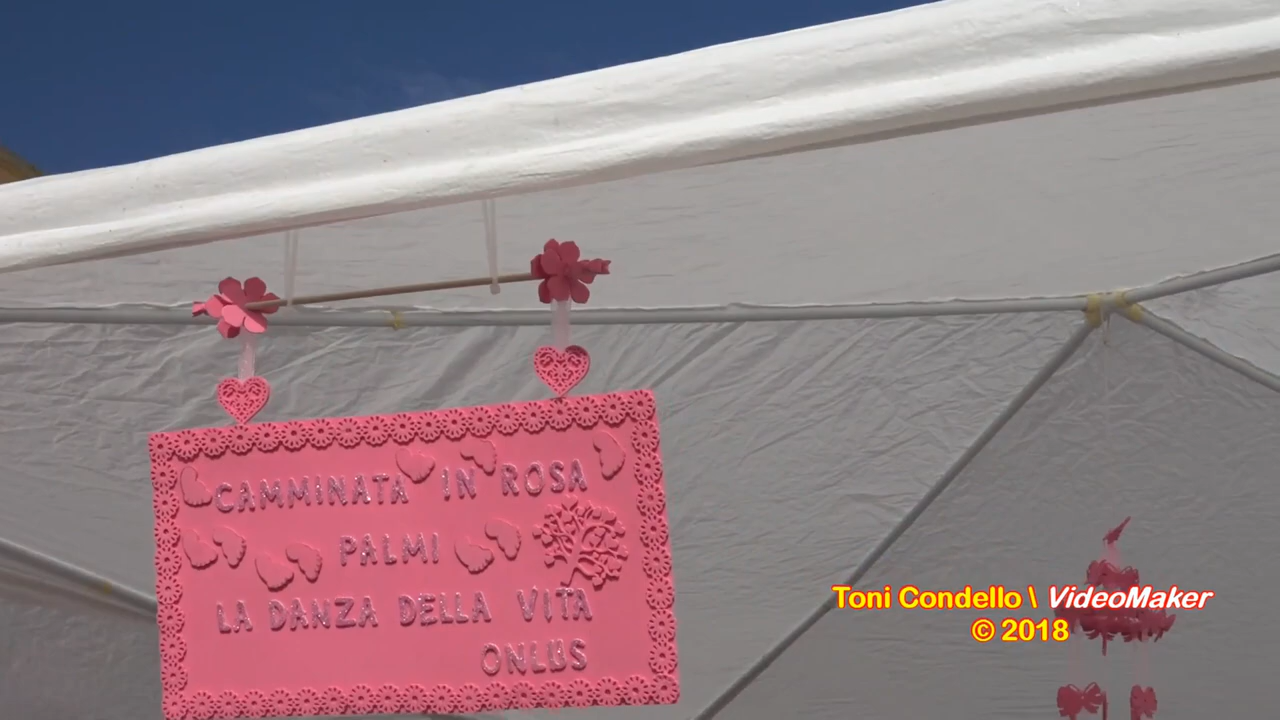 CAMMINATA IN ROSA
PALMI
LA DANZA DELLA VITA
ONLUS
Toni Condello \ VideoMaker
© 2018